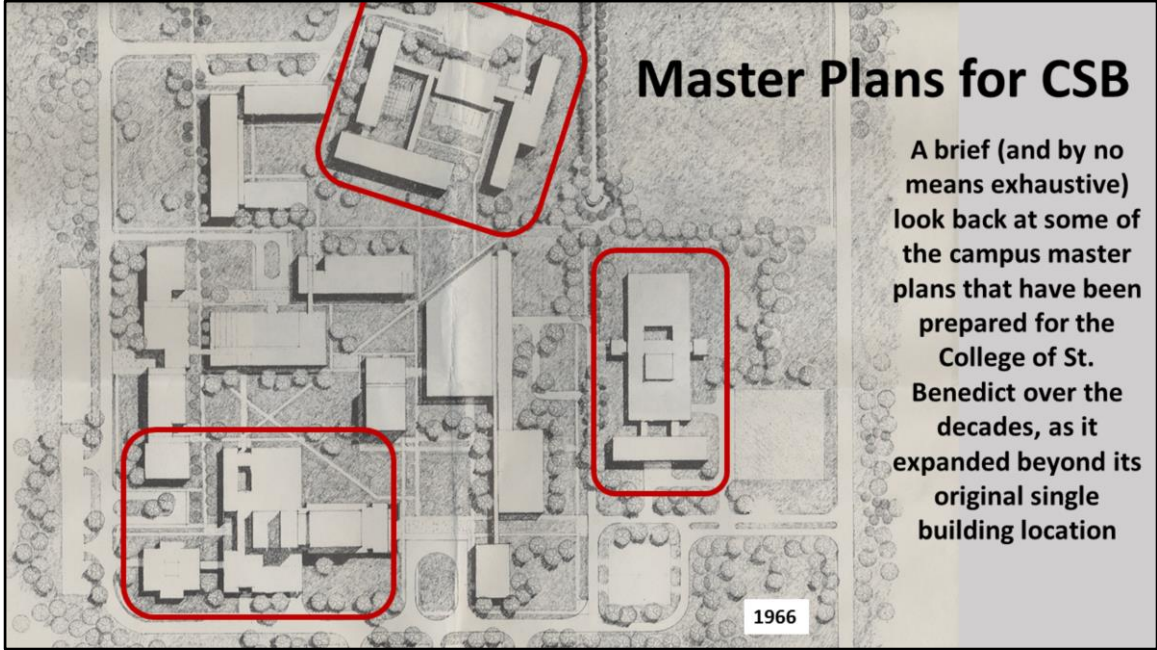 Master Plans for CSB
A brief (and by no
means exhaustive)
look back at some of
the campus master
plans that have been
prepared for the
College of St.
Benedict over the
decades, as it
expanded beyond its
original single
building location
1966